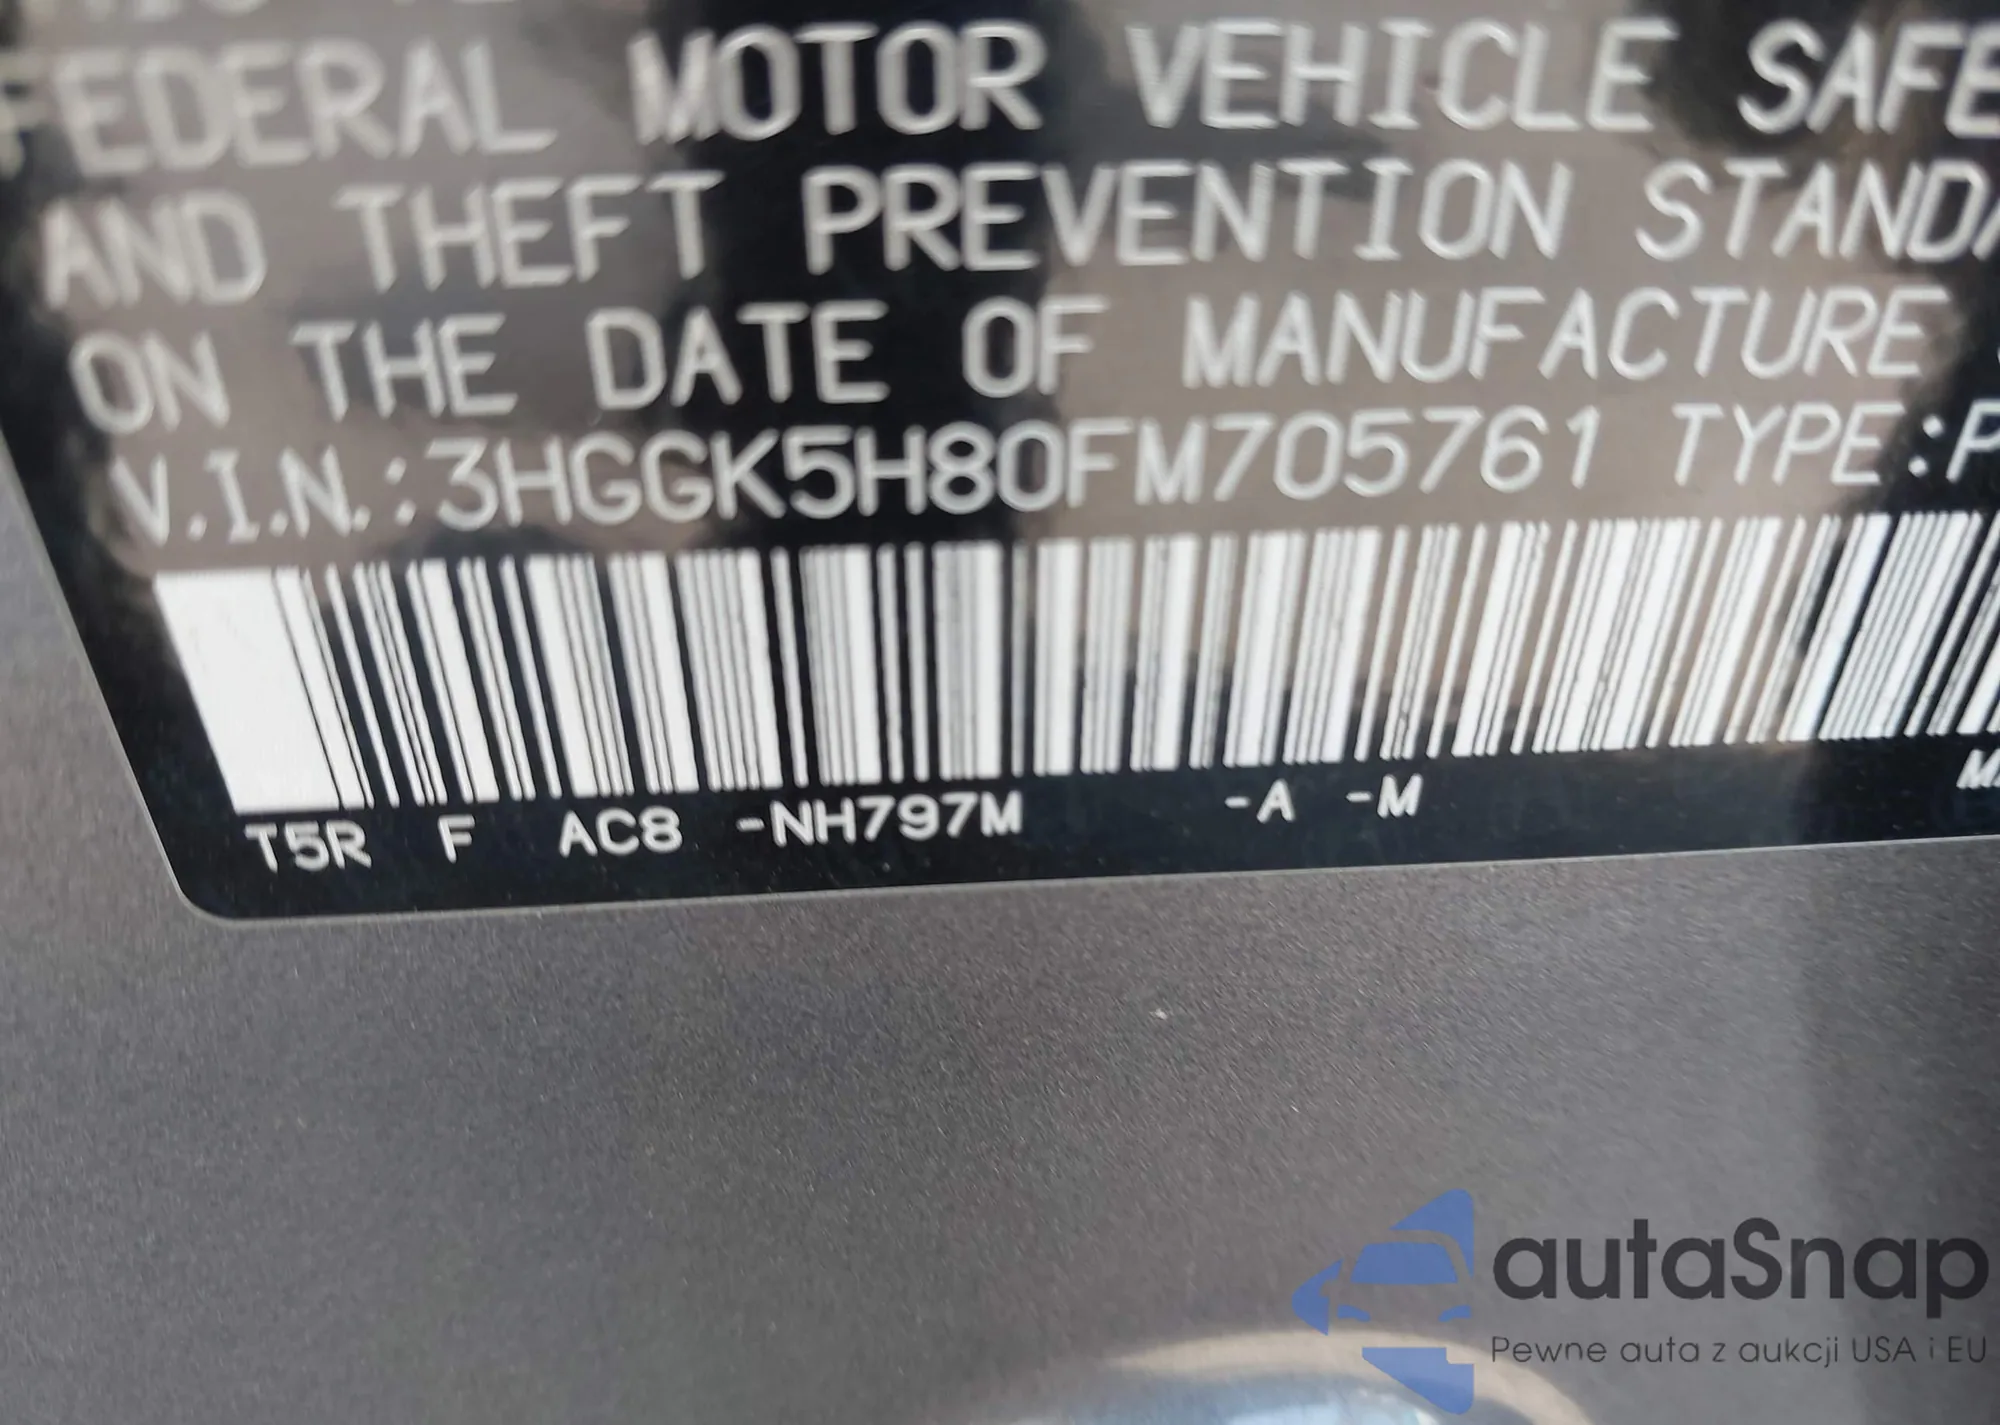 FEDERAL MOTOR VEHICLE SAFE
AND THEFT PREVENTION STANDA
ON THE DATE OF MANUFACTURE
V.I.N.:3HGGK5H80FM705761 TYPE:P
T5R F AC8 -NH797M -A -M
autaSnap
Pewne auta z aukcji USA i EU